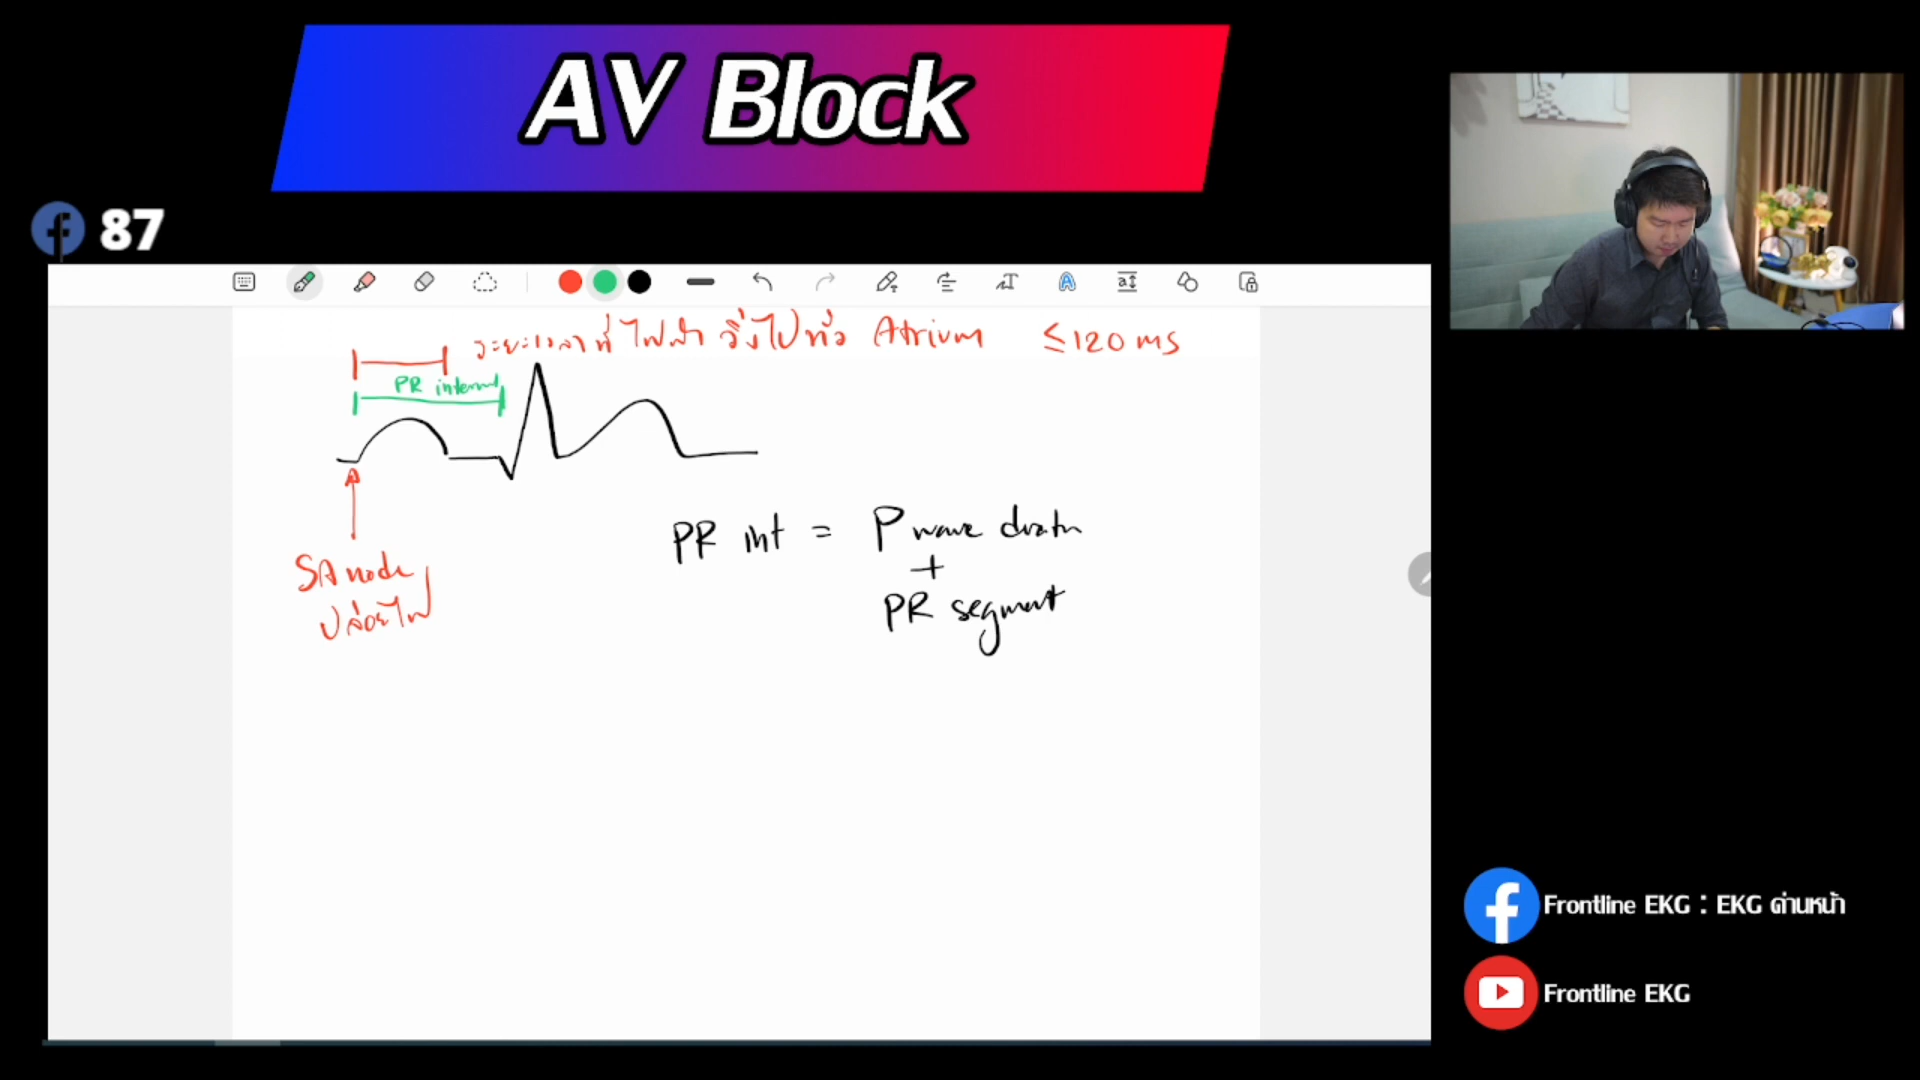 AV Block
87
ระยะเวลาที่ไฟฟ้าวิ่งไปทั่ว Atrium ≤120 ms
PR interval
PR int = P wave duratn
+
PR segment
SA node
ปล่อยไฟ
Frontline EKG : EKG ด่านหน้า
Frontline EKG